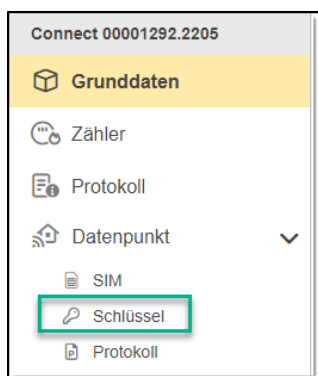 Connect 00001292.2205
Grunddaten
Zähler
Protokoll
Datenpunkt
SIM
Schlüssel
Protokoll